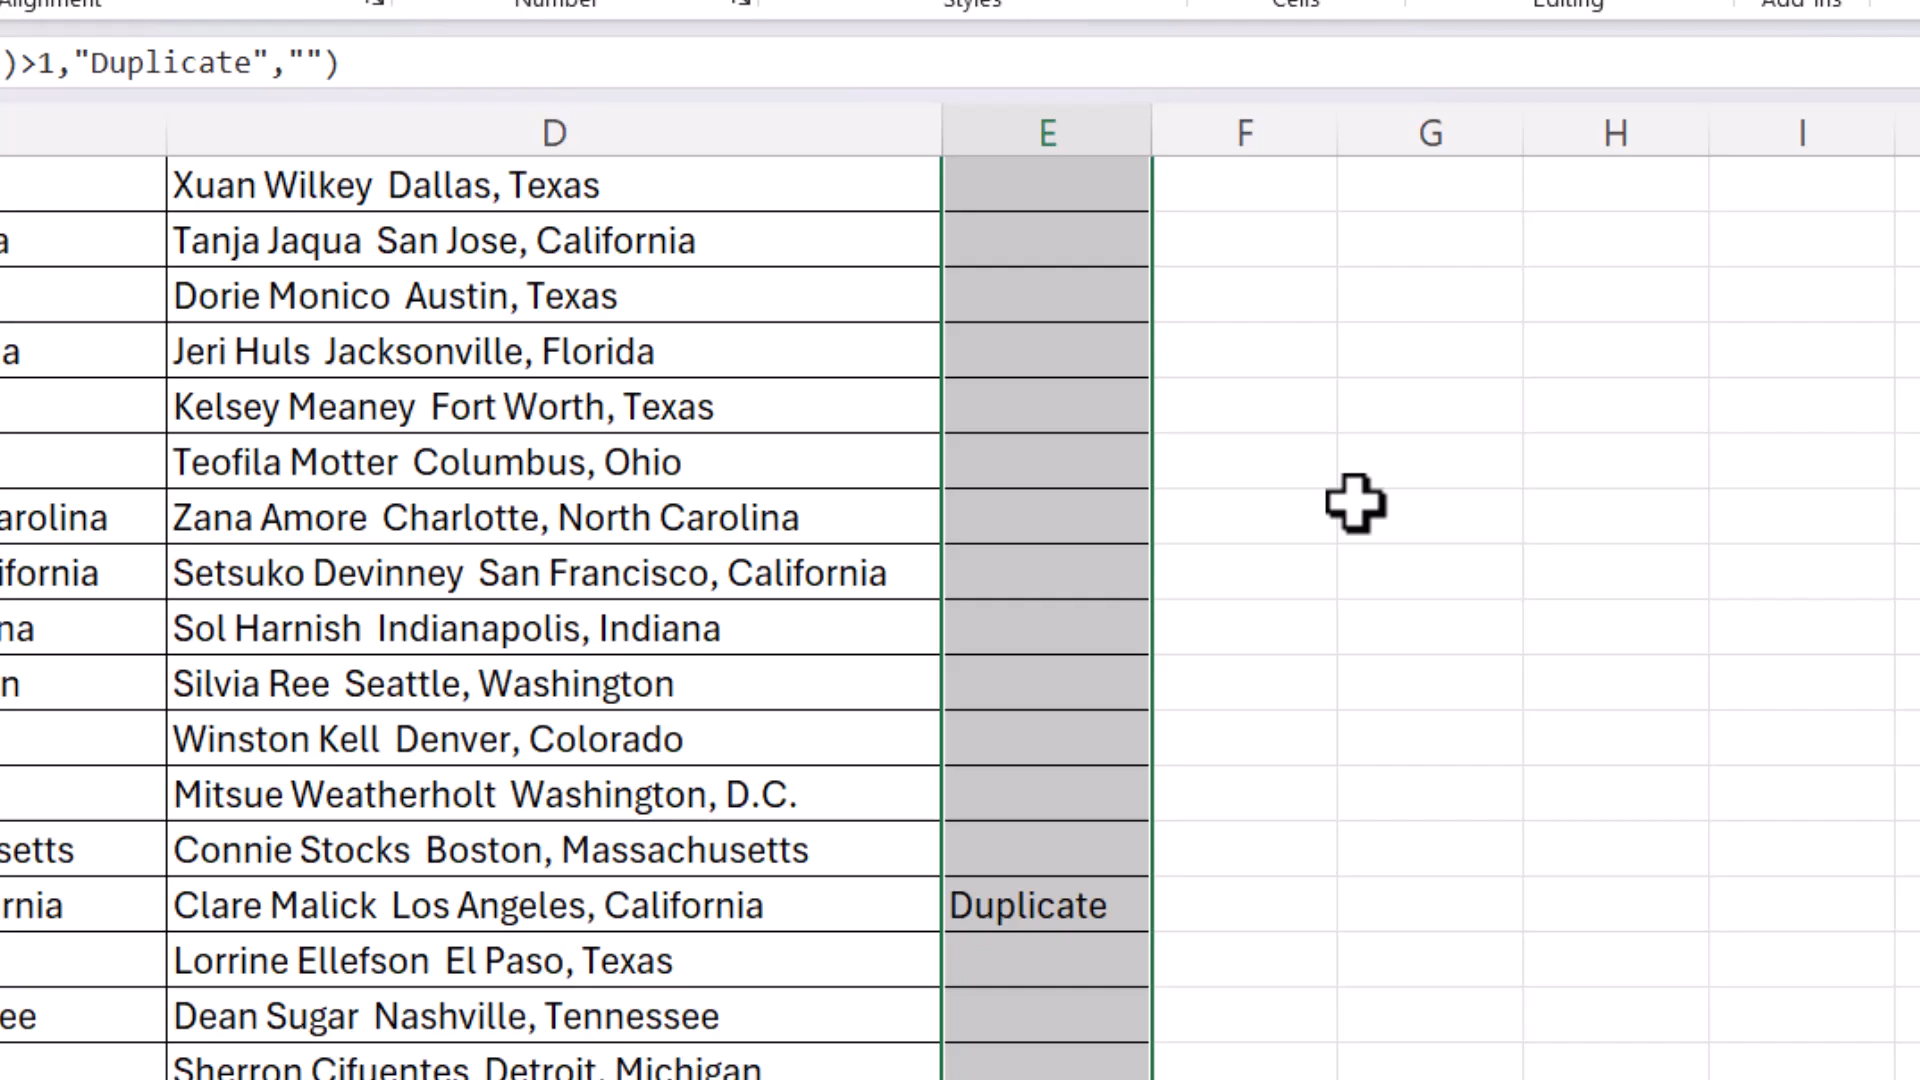 Alignment Number Styles Cells Editing Add-ins
)>1,"Duplicate","")
D E F G H I
Xuan Wilkey  Dallas, Texas
a Tanja Jaqua  San Jose, California
Dorie Monico  Austin, Texas
a Jeri Huls  Jacksonville, Florida
Kelsey Meaney  Fort Worth, Texas
Teofila Motter  Columbus, Ohio
arolina Zana Amore  Charlotte, North Carolina
ifornia Setsuko Devinney  San Francisco, California
na Sol Harnish  Indianapolis, Indiana
n Silvia Ree  Seattle, Washington
Winston Kell  Denver, Colorado
Mitsue Weatherholt  Washington, D.C.
setts Connie Stocks  Boston, Massachusetts
rnia Clare Malick  Los Angeles, California Duplicate
Lorrine Ellefson  El Paso, Texas
ee Dean Sugar  Nashville, Tennessee
Sherron Cifuentes  Detroit, Michigan